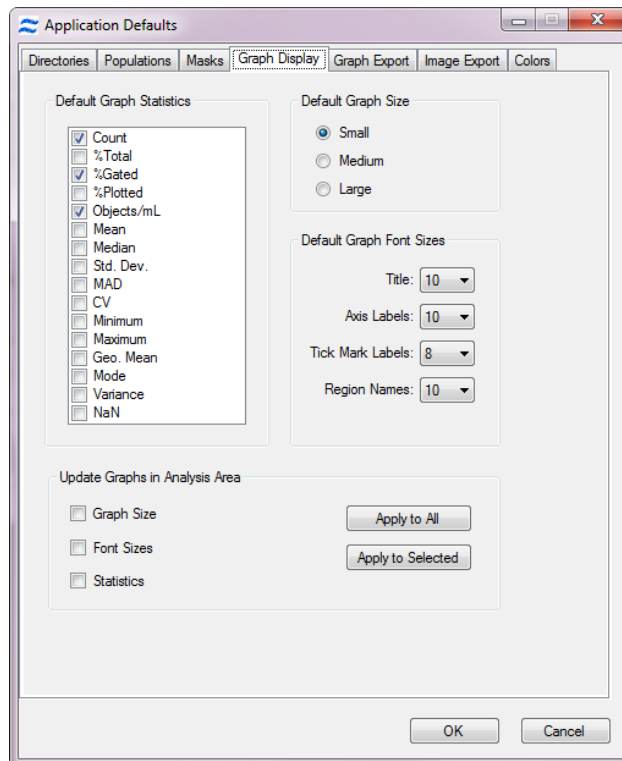 Application Defaults
Directories Populations Masks Graph Display Graph Export Image Export Colors
Default Graph Statistics
Count
%Total
%Gated
%Plotted
Objects/mL
Mean
Median
Std. Dev.
MAD
CV
Minimum
Maximum
Geo. Mean
Mode
Variance
NaN
Default Graph Size
Small
Medium
Large
Default Graph Font Sizes
Title: 10
Axis Labels: 10
Tick Mark Labels: 8
Region Names: 10
Update Graphs in Analysis Area
Graph Size
Font Sizes
Statistics
Apply to All
Apply to Selected
OK Cancel